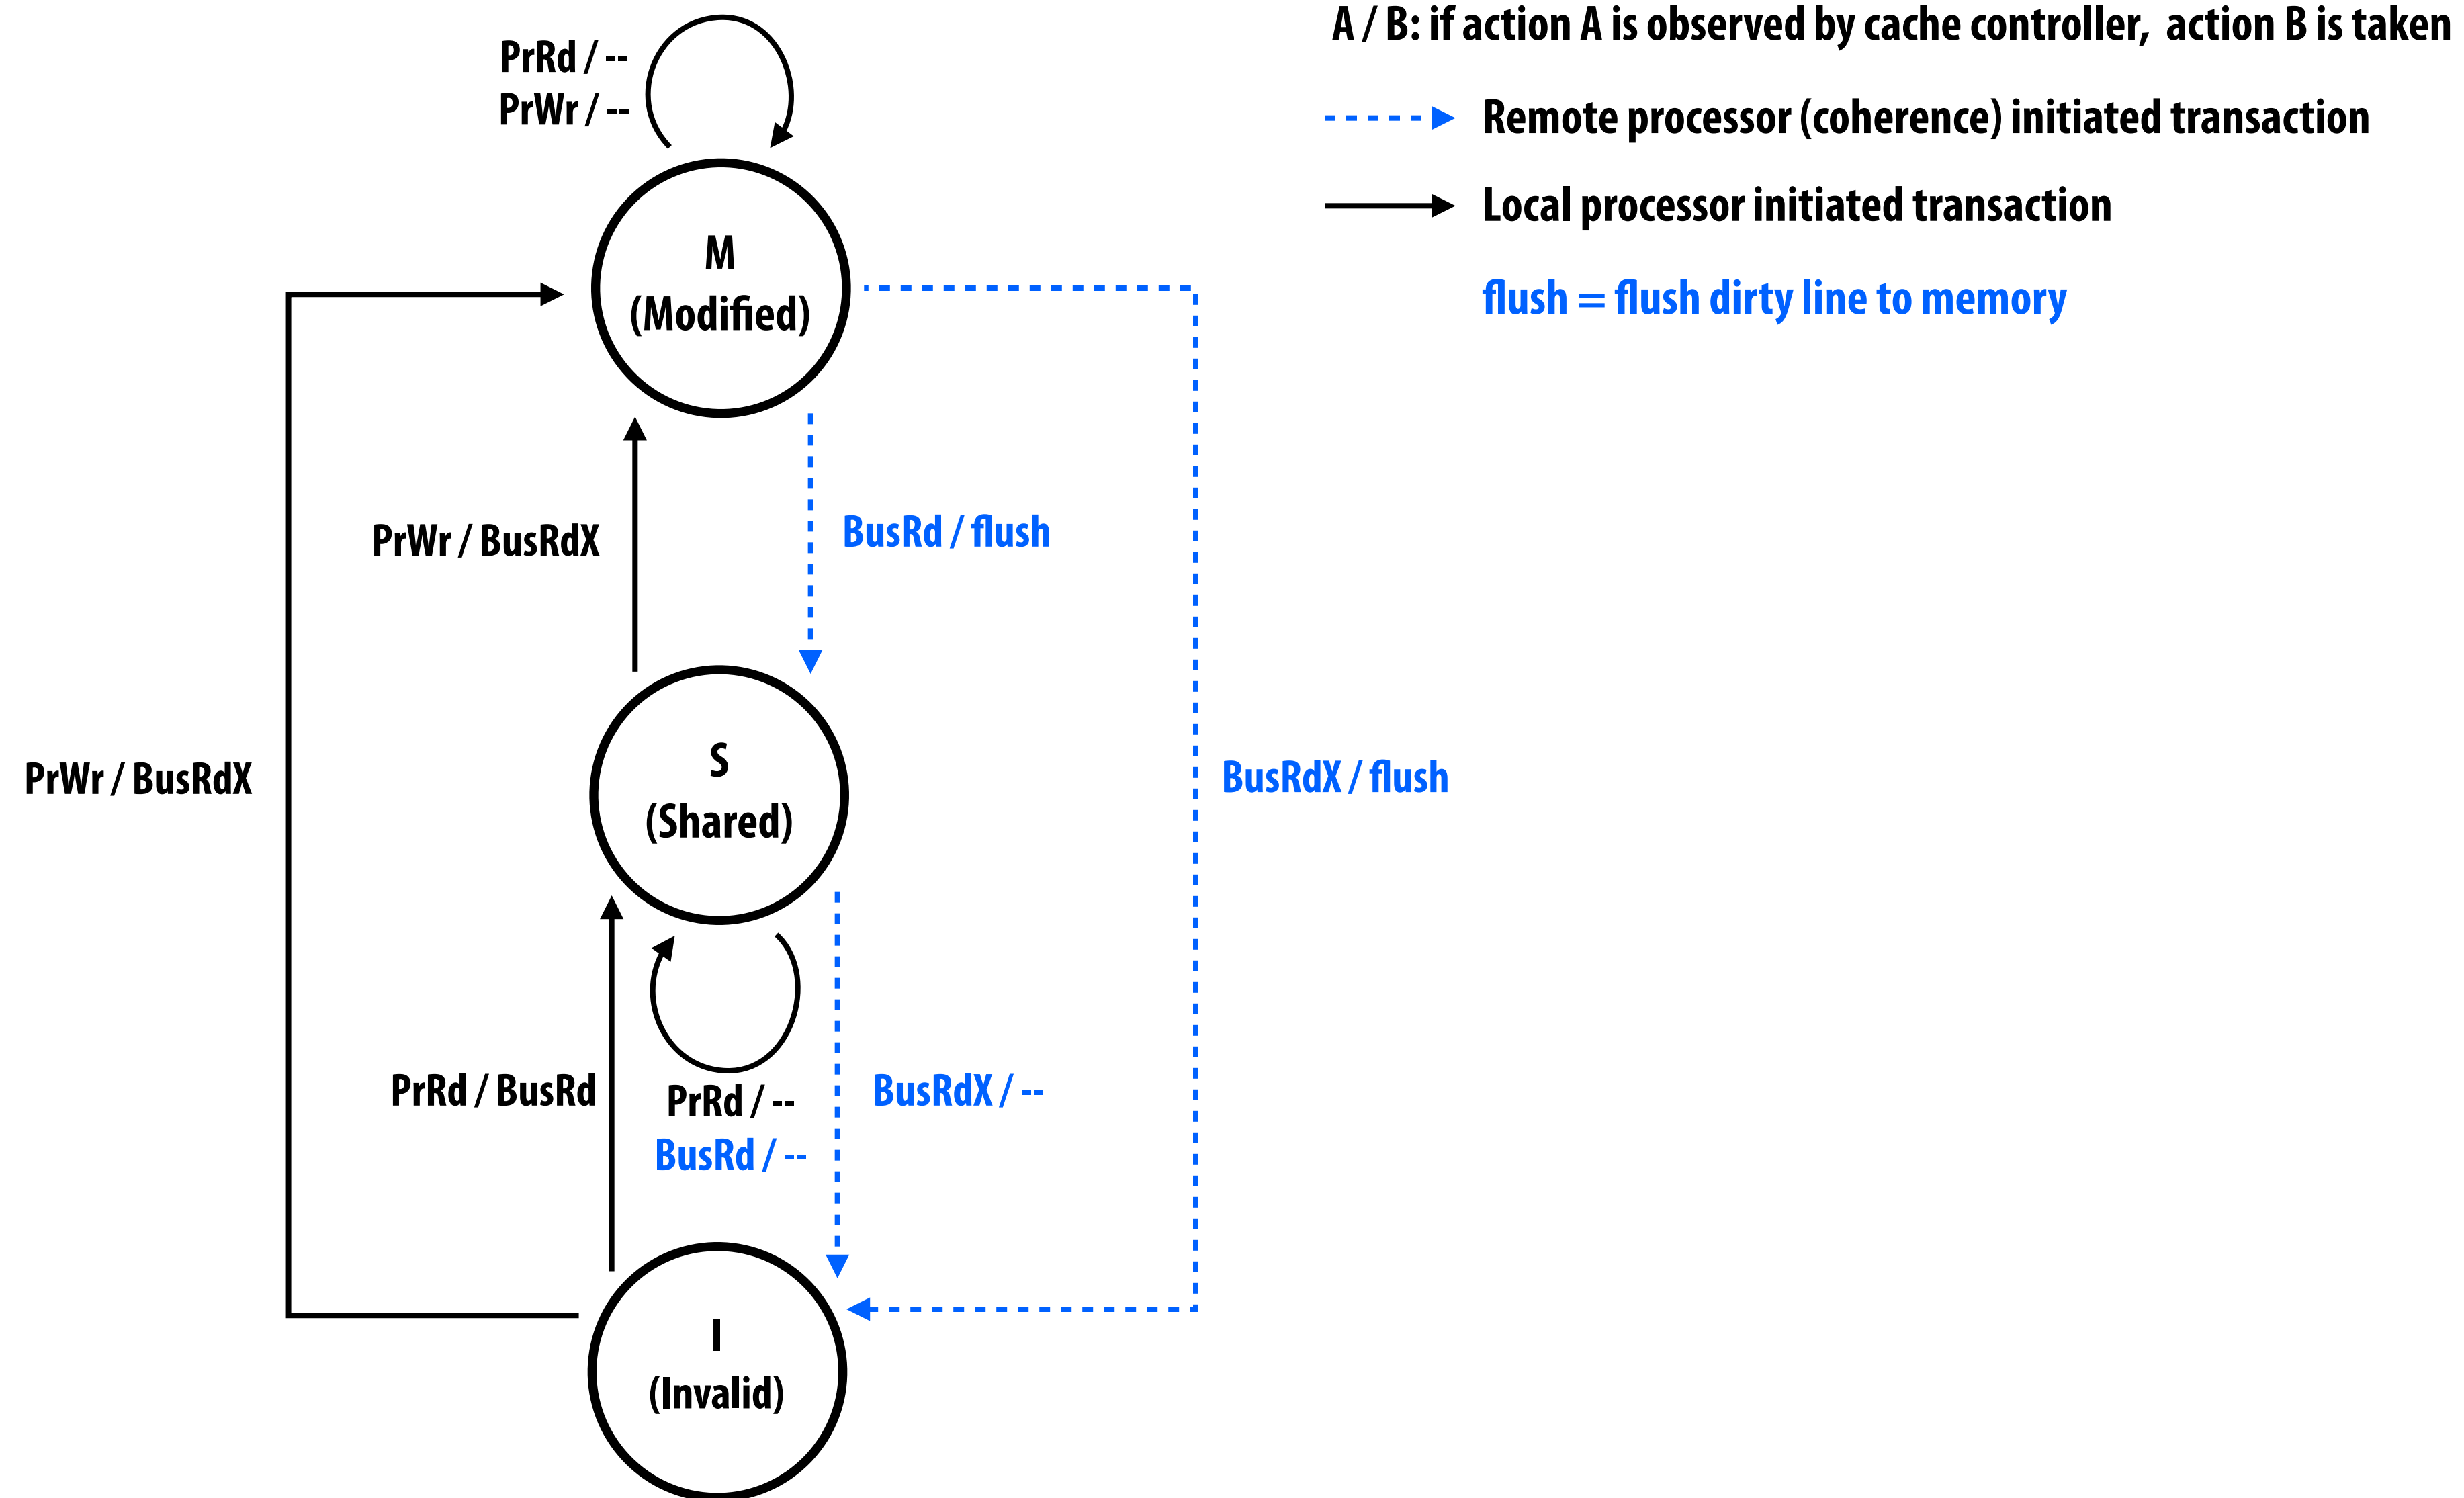 A / B: if action A is observed by cache controller, action B is taken
Remote processor (coherence) initiated transaction
Local processor initiated transaction
flush = flush dirty line to memory
PrRd / --
PrWr / --
M
(Modified)
PrWr / BusRdX
BusRd / flush
S
(Shared)
PrWr / BusRdX
BusRdX / flush
PrRd / BusRd
PrRd / --
BusRd / --
BusRdX / --
I
(Invalid)